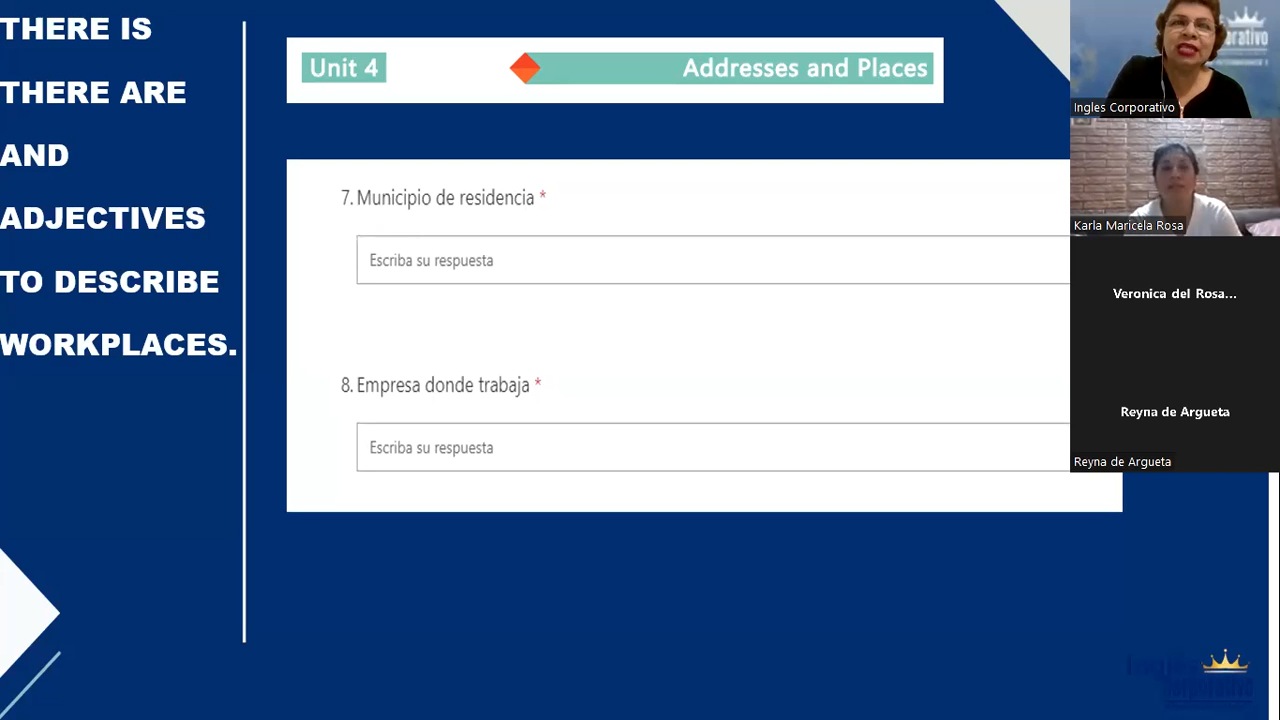 THERE IS
THERE ARE
AND
ADJECTIVES
TO DESCRIBE
WORKPLACES.
Unit 4
Addresses and Places
7. Municipio de residencia *
Escriba su respuesta
8. Empresa donde trabaja *
Escriba su respuesta
Ingles Corporativo
Karla Maricela Rosa
Veronica del Rosa...
Reyna de Argueta
Reyna de Argueta
Corporativo